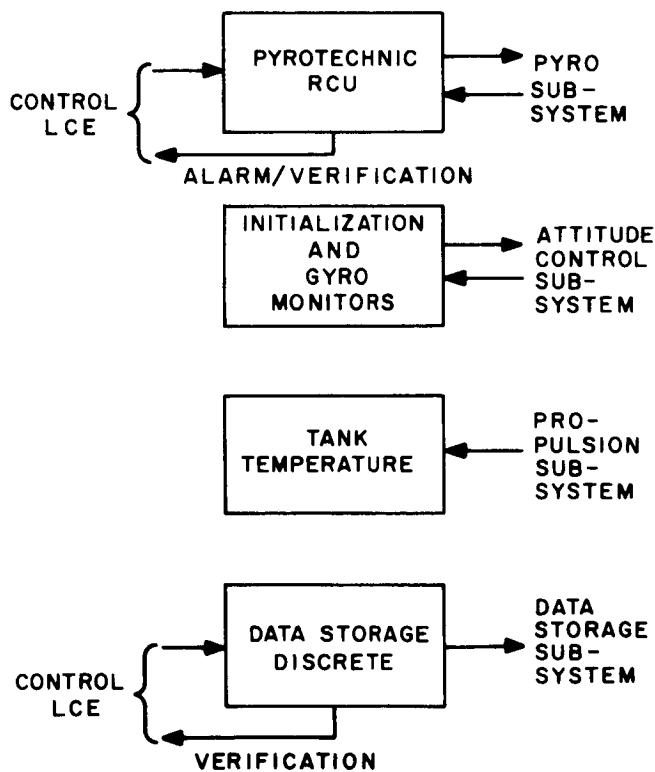 PYROTECHNIC
RCU
PYRO
SUB-
SYSTEM
CONTROL
LCE
ALARM/VERIFICATION
INITIALIZATION
AND
GYRO
MONITORS
ATTITUDE
CONTROL
SUB-
SYSTEM
TANK
TEMPERATURE
PRO-
PULSION
SUB-
SYSTEM
DATA STORAGE
DISCRETE
DATA
STORAGE
SUB-
SYSTEM
CONTROL
LCE
VERIFICATION